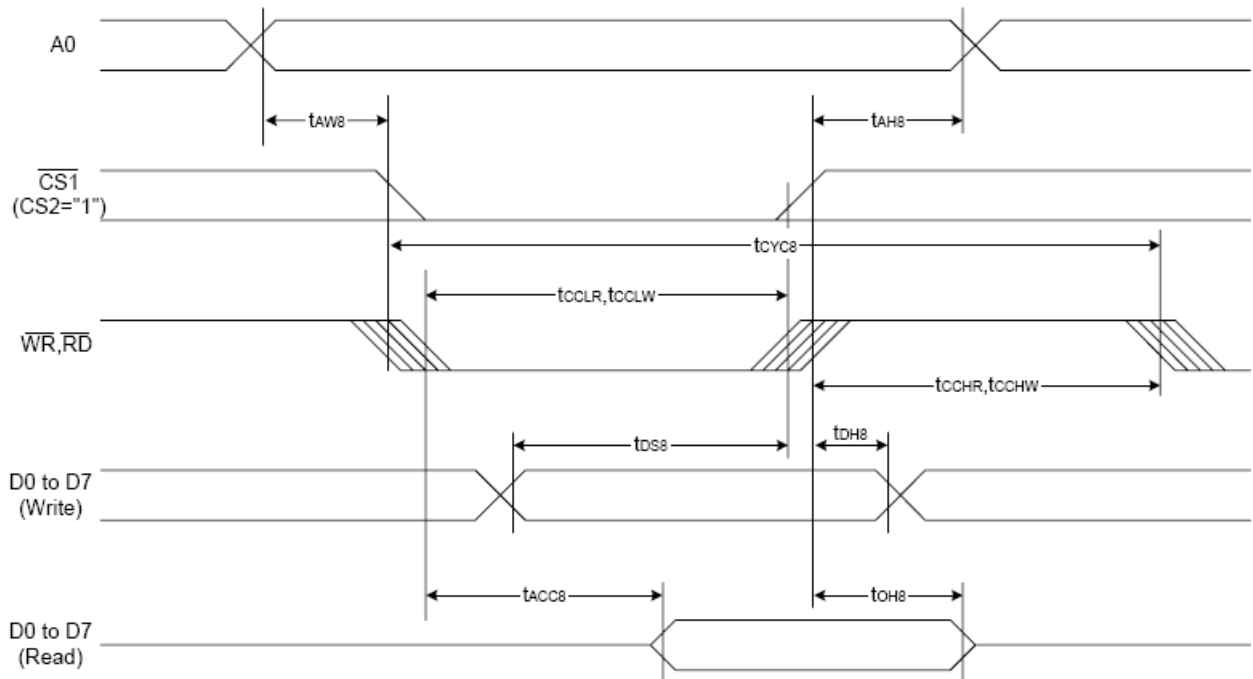 A0
tAW8
tAH8
CS1
(CS2="1")
tCYC8
tCCLR,tCCLW
WR,RD
tCCHR,tCCHW
tDS8
tDH8
D0 to D7
(Write)
tACC8
tOH8
D0 to D7
(Read)